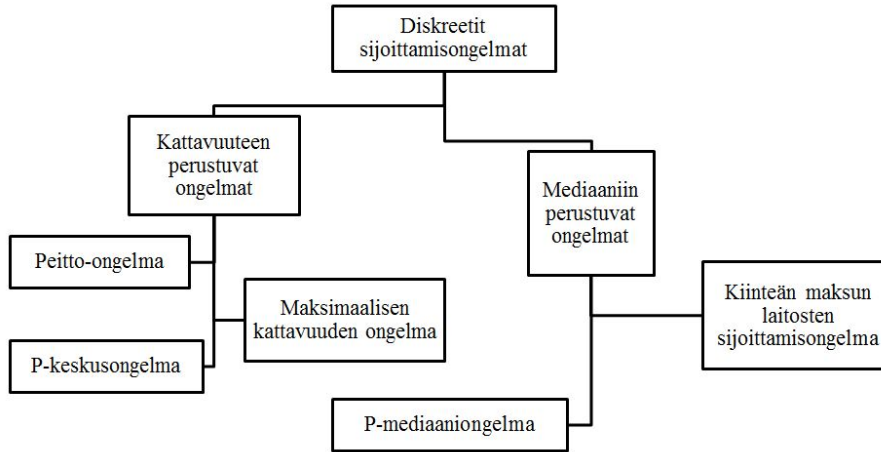 Diskreetit
sijoittamisongelmat
Kattavuuteen
perustuvat
ongelmat
Mediaaniin
perustuvat
ongelmat
Peitto-ongelma
Maksimaalisen
kattavuuden ongelma
Kiinteän maksun
laitosten
sijoittamisongelma
P-keskusongelma
P-mediaaniongelma